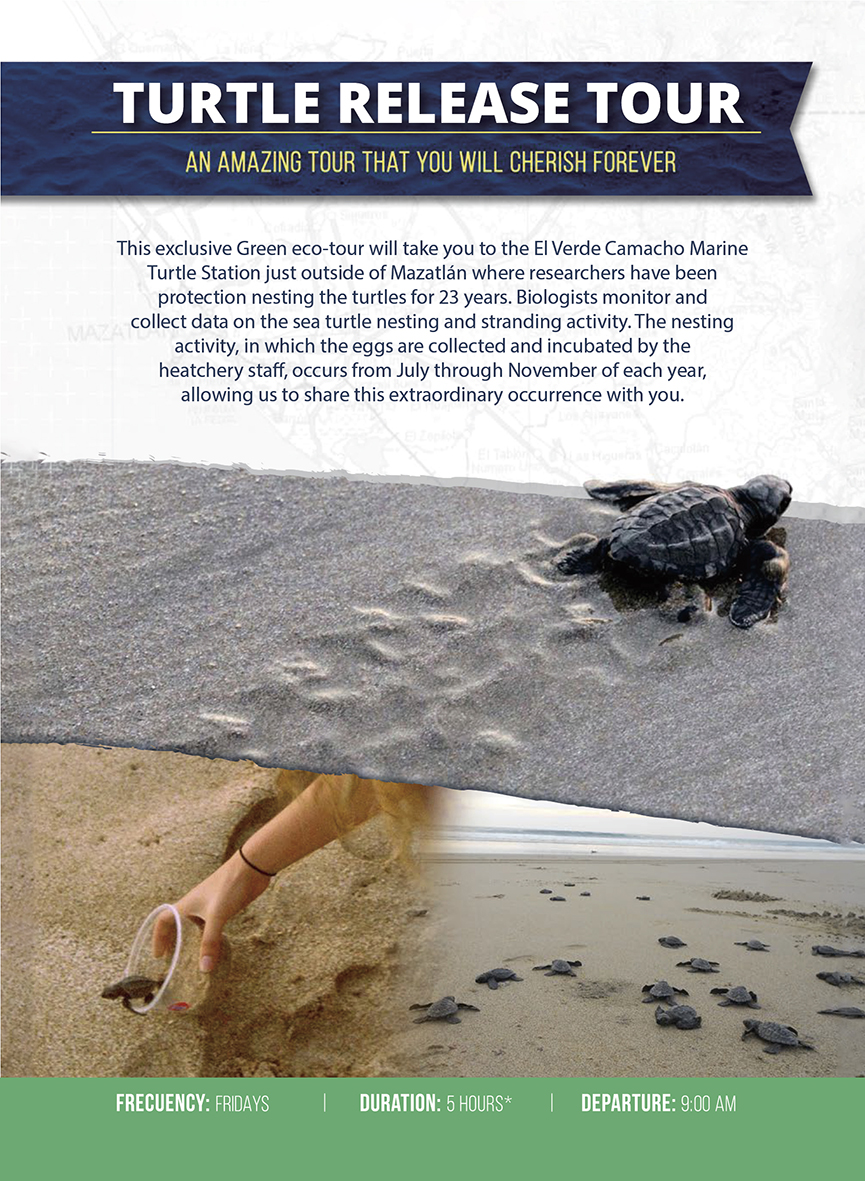 TURTLE RELEASE TOUR
AN AMAZING TOUR THAT YOU WILL CHERISH FOREVER
This exclusive Green eco-tour will take you to the El Verde Camacho Marine
Turtle Station just outside of Mazatlán where researchers have been
protection nesting the turtles for 23 years. Biologists monitor and
collect data on the sea turtle nesting and stranding activity. The nesting
activity, in which the eggs are collected and incubated by the
heatchery staff, occurs from July through November of each year,
allowing us to share this extraordinary occurrence with you.
MAZATLÁN
FRECUENCY: FRIDAYS | DURATION: 5 HOURS* | DEPARTURE: 9:00 AM